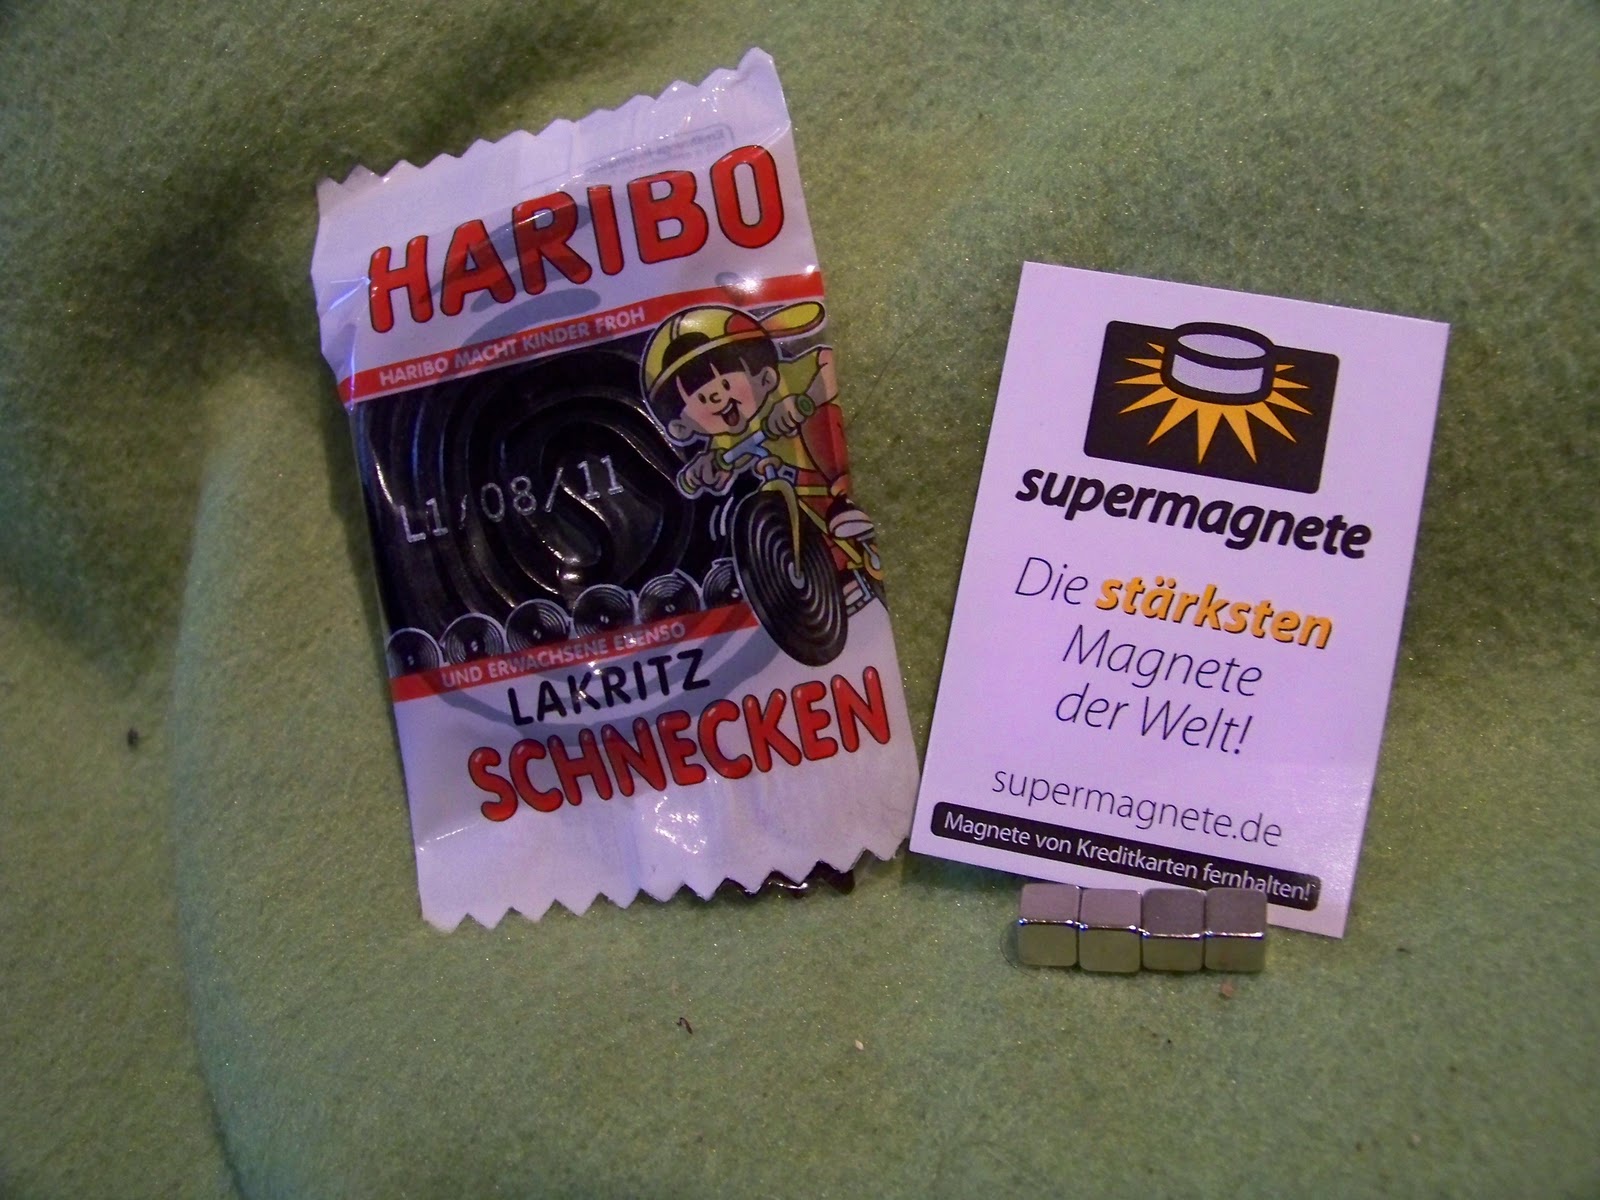 HARIBO
HARIBO MACHT KINDER FROH
L1/08/11
UND ERWACHSENE EBENSO
LAKRITZ
SCHNECKEN
supermagnete
Die stärksten
Magnete
der Welt!
supermagnete.de
Magnete von Kreditkarten fernhalten!